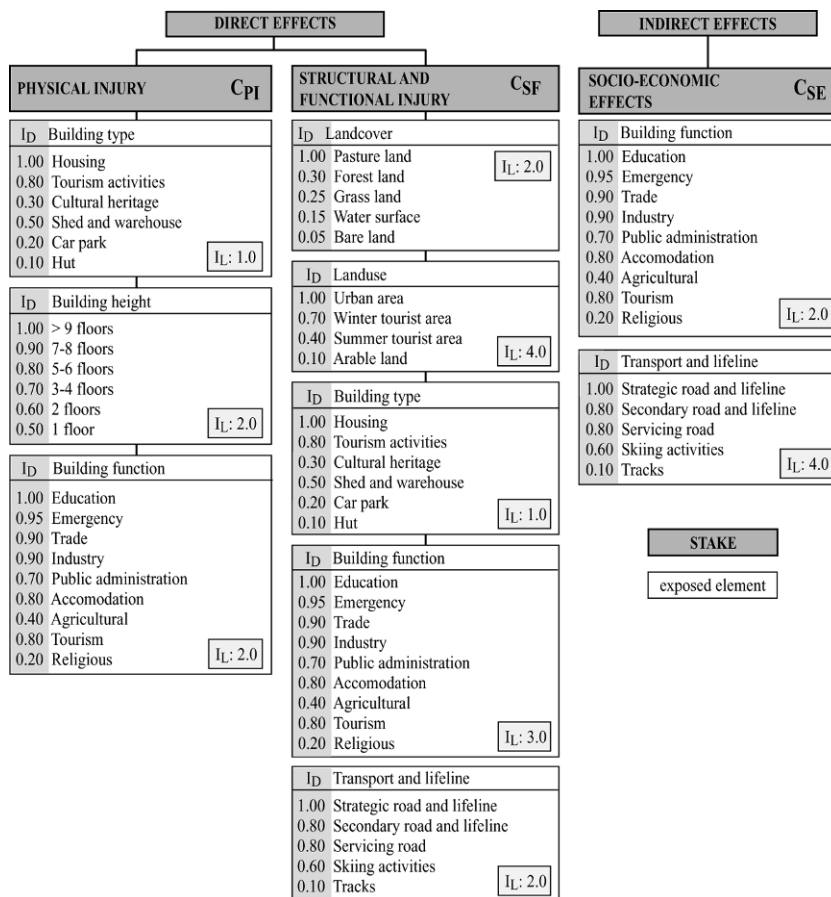 DIRECT EFFECTS
PHYSICAL INJURY CPI
ID Building type
1.00 Housing
0.80 Tourism activities
0.30 Cultural heritage
0.50 Shed and warehouse
0.20 Car park
0.10 Hut
IL: 1.0
ID Building height
1.00 > 9 floors
0.90 7-8 floors
0.80 5-6 floors
0.70 3-4 floors
0.60 2 floors
0.50 1 floor
IL: 2.0
ID Building function
1.00 Education
0.95 Emergency
0.90 Trade
0.90 Industry
0.70 Public administration
0.80 Accomodation
0.40 Agricultural
0.80 Tourism
0.20 Religious
IL: 2.0
STRUCTURAL AND
FUNCTIONAL INJURY CSF
ID Landcover
1.00 Pasture land
0.30 Forest land
0.25 Grass land
0.15 Water surface
0.05 Bare land
IL: 2.0
ID Landuse
1.00 Urban area
0.70 Winter tourist area
0.40 Summer tourist area
0.10 Arable land
IL: 4.0
ID Building type
1.00 Housing
0.80 Tourism activities
0.30 Cultural heritage
0.50 Shed and warehouse
0.20 Car park
0.10 Hut
IL: 1.0
ID Building function
1.00 Education
0.95 Emergency
0.90 Trade
0.90 Industry
0.70 Public administration
0.80 Accomodation
0.40 Agricultural
0.80 Tourism
0.20 Religious
IL: 3.0
ID Transport and lifeline
1.00 Strategic road and lifeline
0.80 Secondary road and lifeline
0.80 Servicing road
0.60 Skiing activities
0.10 Tracks
IL: 2.0
INDIRECT EFFECTS
SOCIO-ECONOMIC
EFFECTS CSE
ID Building function
1.00 Education
0.95 Emergency
0.90 Trade
0.90 Industry
0.70 Public administration
0.80 Accomodation
0.40 Agricultural
0.80 Tourism
0.20 Religious
IL: 2.0
ID Transport and lifeline
1.00 Strategic road and lifeline
0.80 Secondary road and lifeline
0.80 Servicing road
0.60 Skiing activities
0.10 Tracks
IL: 4.0
STAKE
exposed element